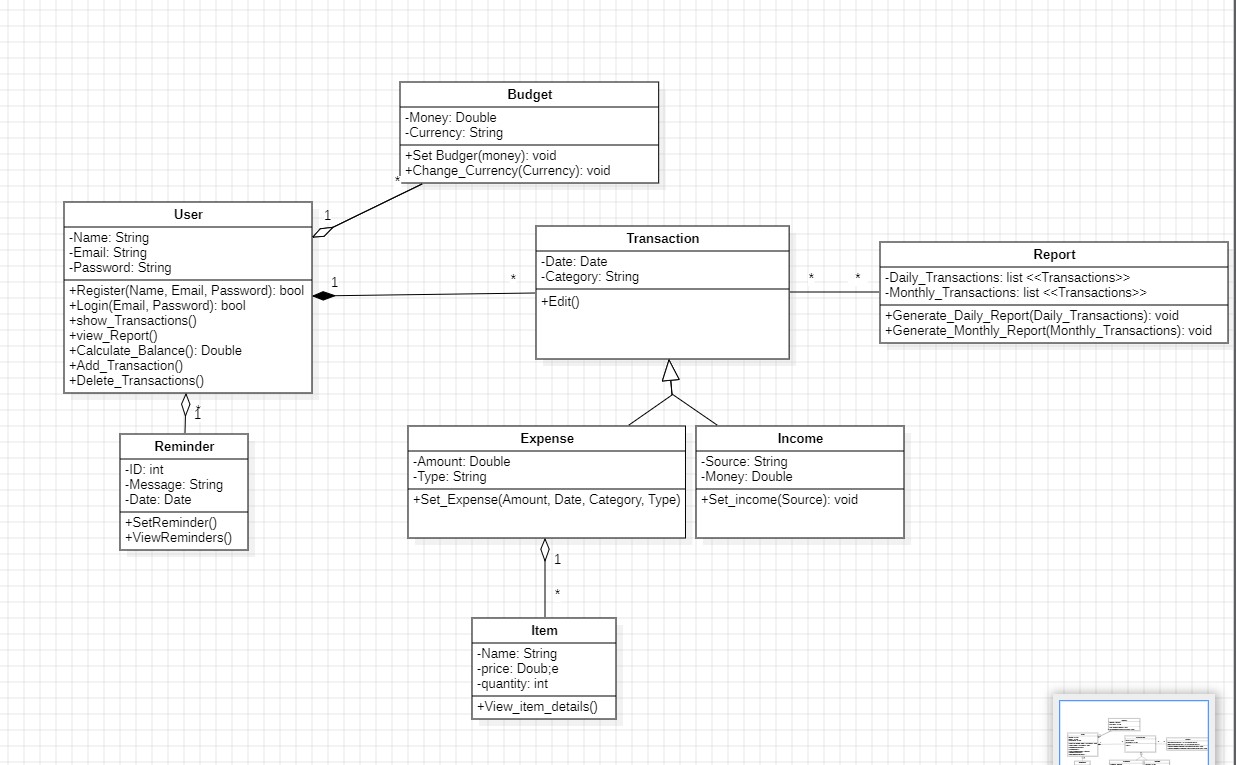 Budget
-Money: Double
-Currency: String
+Set Budger(money): void
+Change_Currency(Currency): void
*
1
User
-Name: String
-Email: String
-Password: String
+Register(Name, Email, Password): bool
+Login(Email, Password): bool
+show_Transactions()
+view_Report()
+Calculate_Balance(): Double
+Add_Transaction()
+Delete_Transactions()
1
*
Transaction
-Date: Date
-Category: String
+Edit()
*
*
Report
-Daily_Transactions: list <<Transactions>>
-Monthly_Transactions: list <<Transactions>>
+Generate_Daily_Report(Daily_Transactions): void
+Generate_Monthly_Report(Monthly_Transactions): void
*
1
Reminder
-ID: int
-Message: String
-Date: Date
+SetReminder()
+ViewReminders()
Expense
-Amount: Double
-Type: String
+Set_Expense(Amount, Date, Category, Type)
Income
-Source: String
-Money: Double
+Set_income(Source): void
1
*
Item
-Name: String
-price: Doub;e
-quantity: int
+View_item_details()